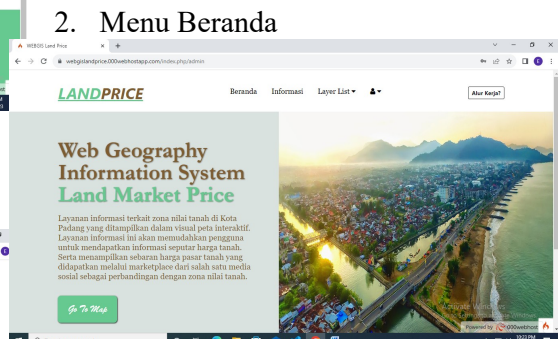 2. Menu Beranda
WEBGIS Land Price
webgislandprice.000webhostapp.com/index.php/admin
LANDPRICE
Beranda Informasi Layer List
Alur Kerja?
Web Geography
Information System
Land Market Price
Layanan informasi terkait zona nilai tanah di Kota
Padang yang ditampilkan dalam visual peta interaktif.
Layanan informasi ini akan memudahkan pengguna
untuk mendapatkan informasi seputar harga tanah.
Serta menampilkan sebaran harga pasar tanah yang
didapatkan melalui marketplace dari salah satu media
sosial sebagai perbandingan dengan zona nilai tanah.
Go To Map
Activate Windows
Powered by 000webhost
10:23 PM